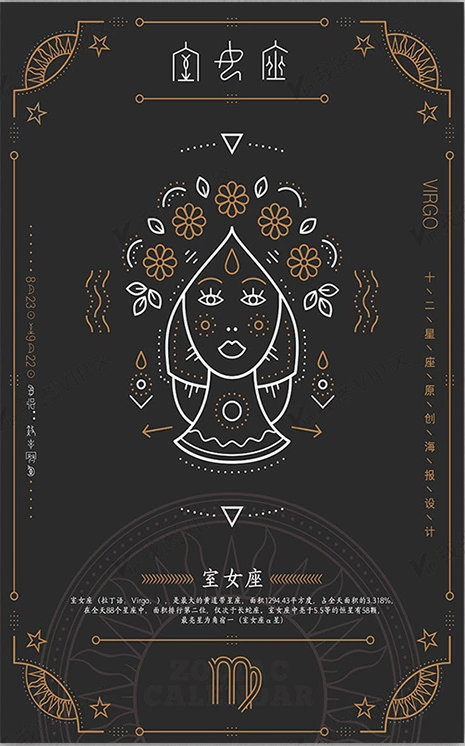 室女座
VIRGO
十二星座原创海报设计
室女座
室女座（拉丁语，Virgo，），是最大的黄道带星座，面积1294.43平方度，占全天面积的3.318%，
在全天88个星座中，面积排行第二位，仅次于长蛇座，室女座中亮于5.5等的恒星有58颗，
最亮星为角宿一（室女座α星）
ZODIAC
CALENDAR